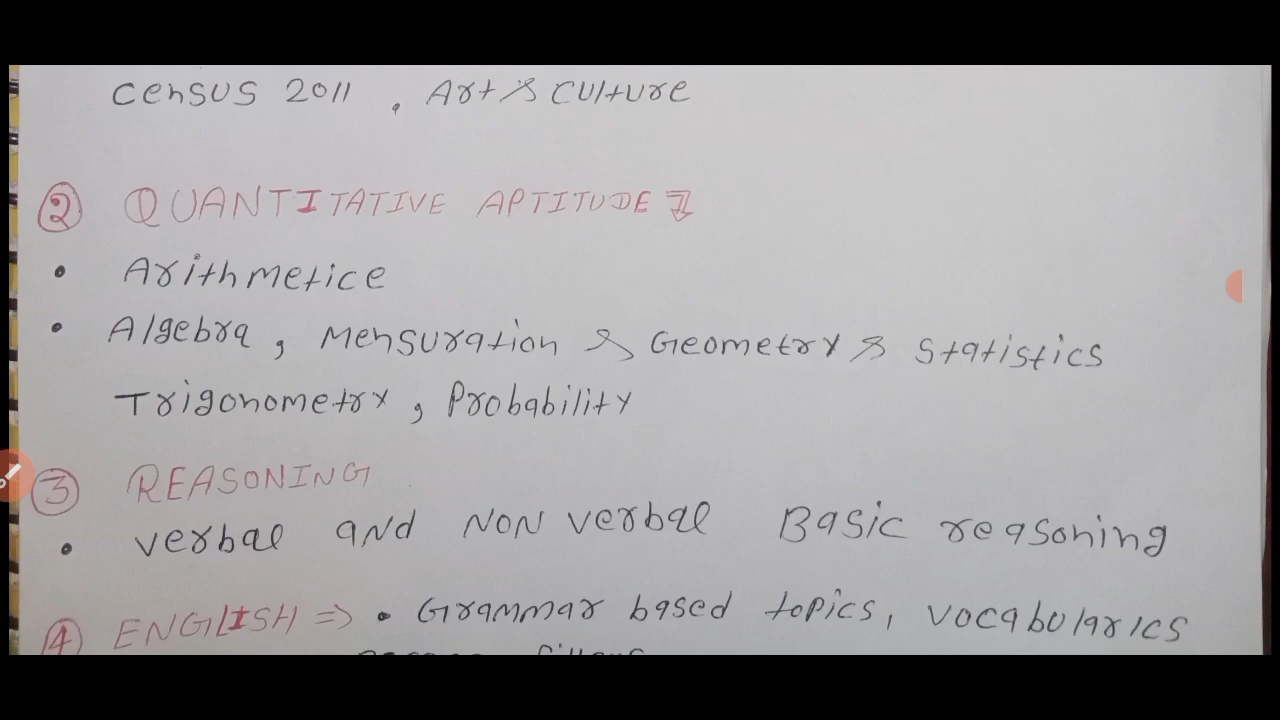 Census 2011 , Art & Culture
② QUANTITATIVE APTITUDE
• Arithmetice
• Algebra, Mensuration & Geometry & Statistics
Trigonometry, Probability
③ REASONING
• Verbal and NON verbal Basic reasoning
④ ENGLISH => • Grammar based topics, Vocabularics